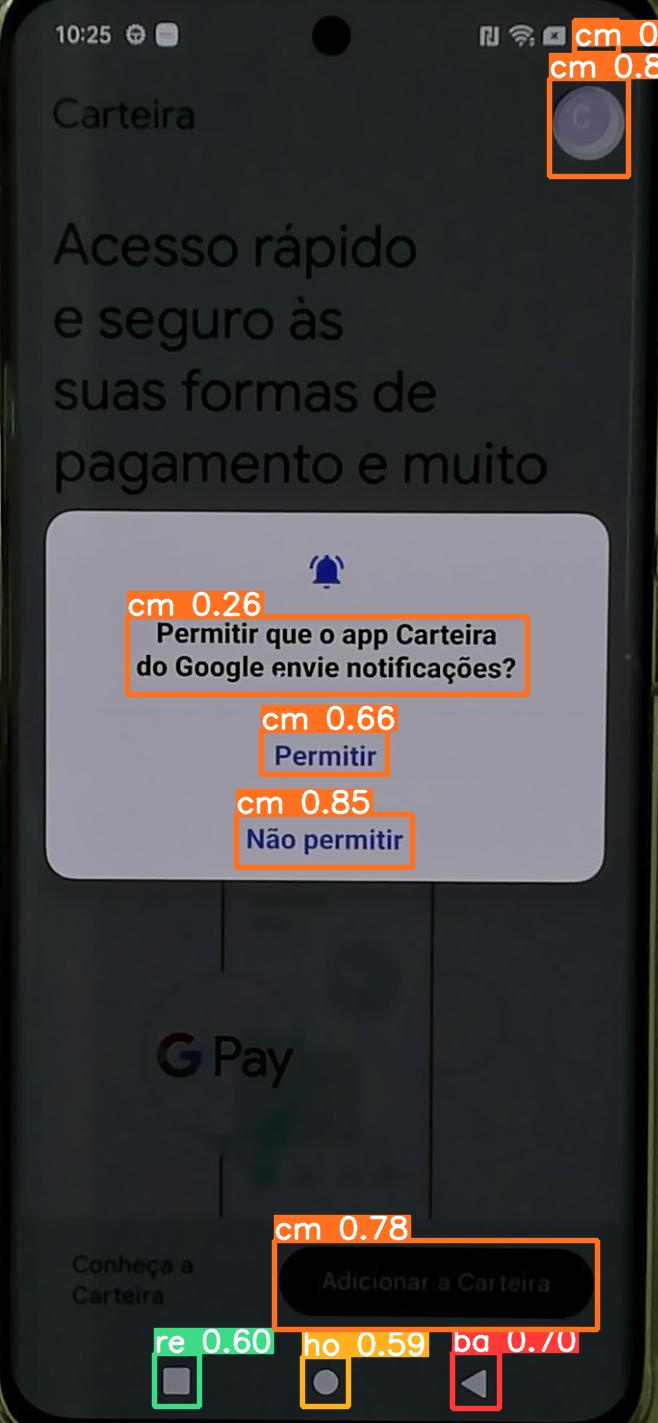 10:25
cm 0
cm 0.8
Carteira
C
Acesso rápido
e seguro às
suas formas de
pagamento e muito
cm 0.26
Permitir que o app Carteira
do Google envie notificações?
cm 0.66
Permitir
cm 0.85
Não permitir
G Pay
cm 0.78
Conheça a
Carteira
Adicionar à Carteira
re 0.60
ho 0.59
ba 0.70